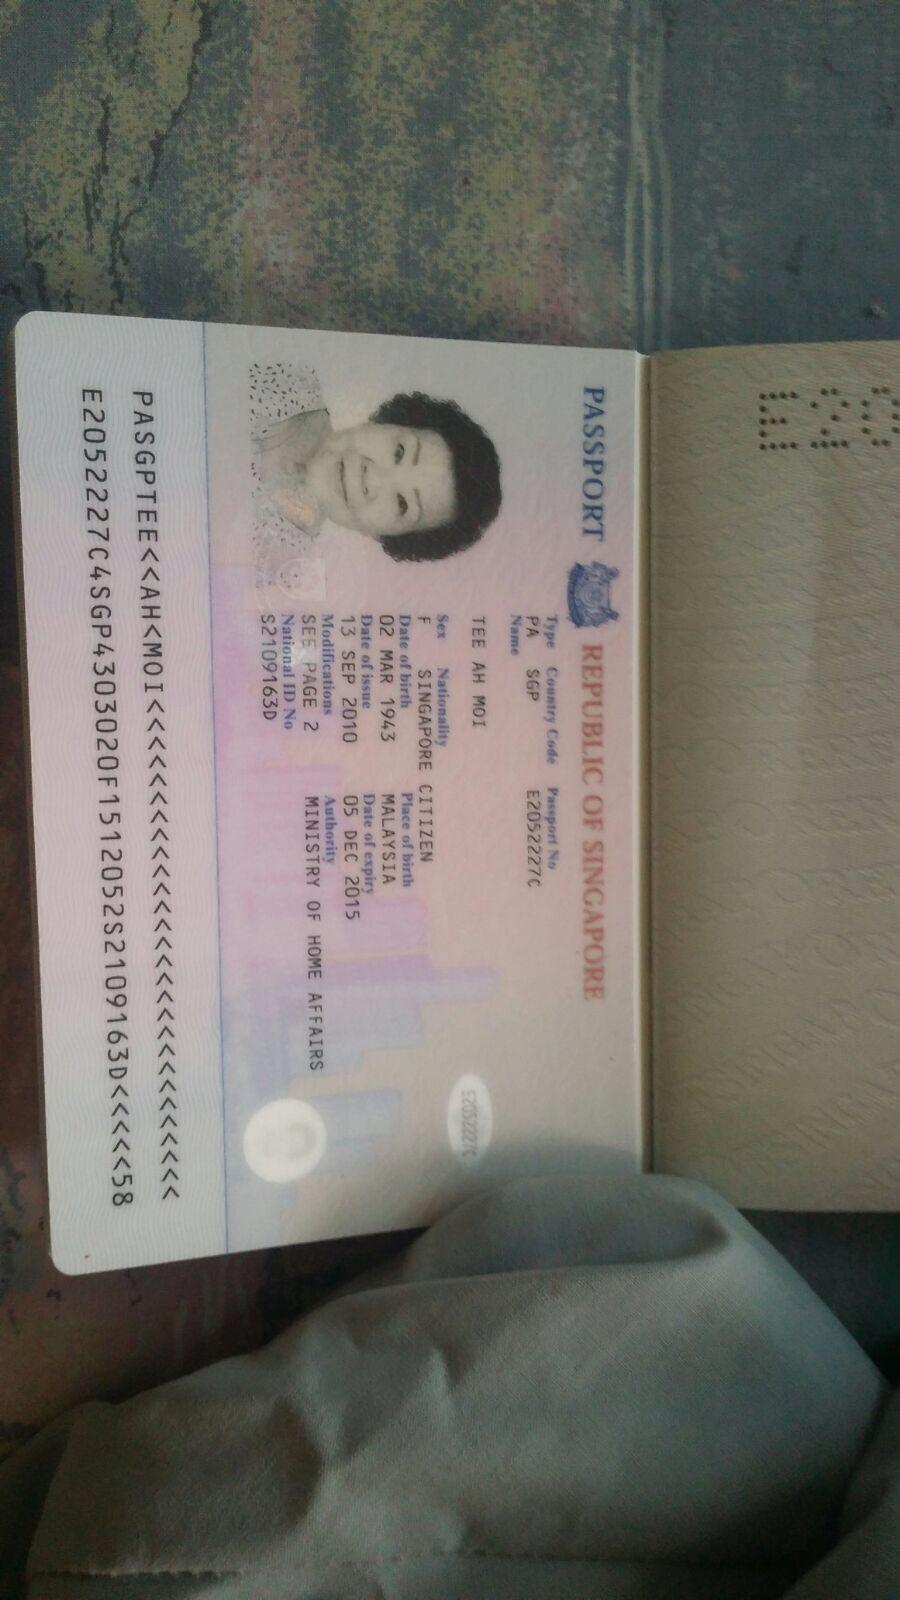 PASSPORT REPUBLIC OF SINGAPORE
Type Country Code Passport No
PA SGP E2052227C
Name
TEE AH MOI
Sex Nationality
F SINGAPORE CITIZEN
Date of birth Place of birth
02 MAR 1943 MALAYSIA
Date of issue Date of expiry
13 SEP 2010 05 DEC 2015
Modifications Authority
SEE PAGE 2 MINISTRY OF HOME AFFAIRS
National ID No
S2109163D
E2052227C
PASGPTEE<<AH<MOI<<<<<<<<<<<<<<<<<<<<<<<<<<<<
E2052227C4SGP4303020F1512052S2109163D<<<<<58